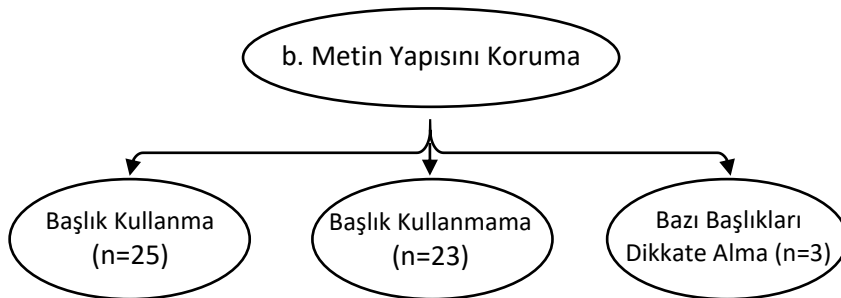 b. Metin Yapısını Koruma
Başlık Kullanma
(n=25)
Başlık Kullanmama
(n=23)
Bazı Başlıkları
Dikkate Alma (n=3)